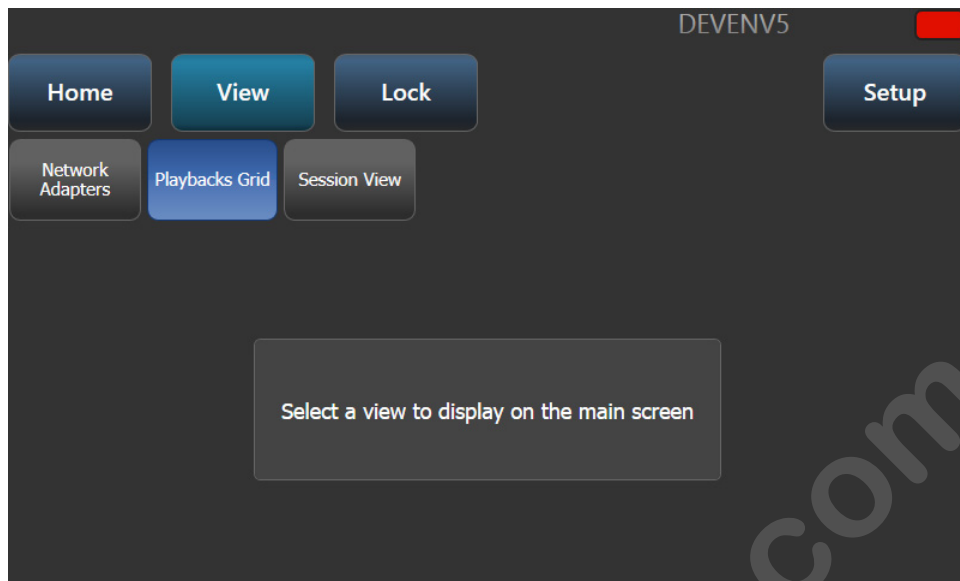 DEVENV5
Home View Lock Setup
Network
Adapters
Playbacks Grid
Session View
Select a view to display on the main screen
com